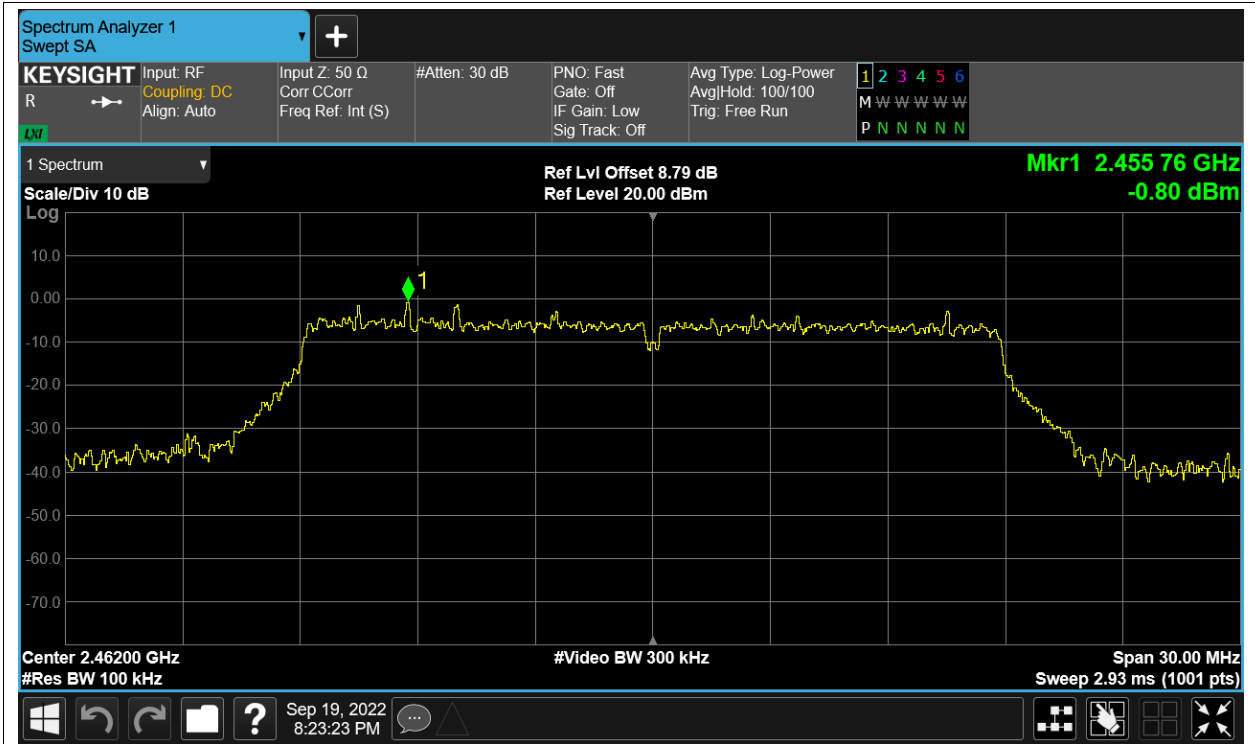 Spectrum Analyzer 1
Swept SA
KEYSIGHT
R
LXI
Input: RF
Coupling: DC
Align: Auto
Input Z: 50 Ω
Corr CCorr
Freq Ref: Int (S)
#Atten: 30 dB
PNO: Fast
Gate: Off
IF Gain: Low
Sig Track: Off
Avg Type: Log-Power
Avg|Hold: 100/100
Trig: Free Run
1 2 3 4 5 6
M W W W W W
P N N N N N
1 Spectrum
Scale/Div 10 dB
Log
Ref Lvl Offset 8.79 dB
Ref Level 20.00 dBm
Mkr1 2.455 76 GHz
-0.80 dBm
1
10.0
0.00
-10.0
-20.0
-30.0
-40.0
-50.0
-60.0
-70.0
Center 2.46200 GHz
#Res BW 100 kHz
#Video BW 300 kHz
Span 30.00 MHz
Sweep 2.93 ms (1001 pts)
?
Sep 19, 2022
8:23:23 PM